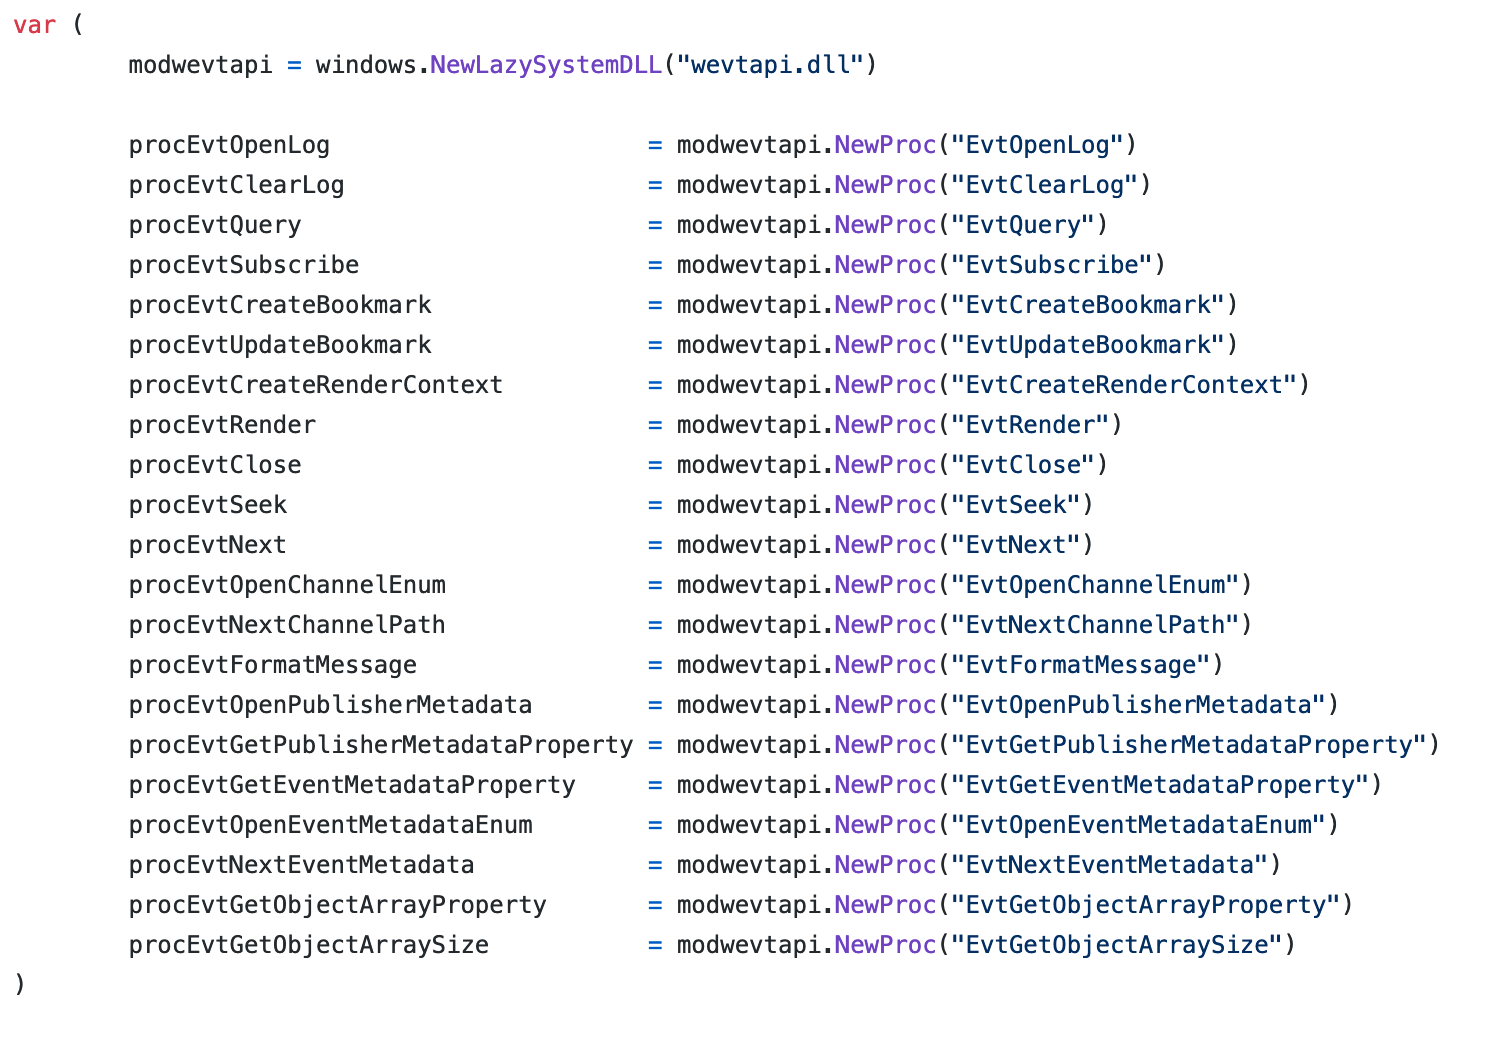 var (
	modwevtapi = windows.NewLazySystemDLL("wevtapi.dll")

	procEvtOpenLog                      = modwevtapi.NewProc("EvtOpenLog")
	procEvtClearLog                     = modwevtapi.NewProc("EvtClearLog")
	procEvtQuery                        = modwevtapi.NewProc("EvtQuery")
	procEvtSubscribe                    = modwevtapi.NewProc("EvtSubscribe")
	procEvtCreateBookmark               = modwevtapi.NewProc("EvtCreateBookmark")
	procEvtUpdateBookmark               = modwevtapi.NewProc("EvtUpdateBookmark")
	procEvtCreateRenderContext          = modwevtapi.NewProc("EvtCreateRenderContext")
	procEvtRender                       = modwevtapi.NewProc("EvtRender")
	procEvtClose                        = modwevtapi.NewProc("EvtClose")
	procEvtSeek                         = modwevtapi.NewProc("EvtSeek")
	procEvtNext                         = modwevtapi.NewProc("EvtNext")
	procEvtOpenChannelEnum              = modwevtapi.NewProc("EvtOpenChannelEnum")
	procEvtNextChannelPath              = modwevtapi.NewProc("EvtNextChannelPath")
	procEvtFormatMessage                = modwevtapi.NewProc("EvtFormatMessage")
	procEvtOpenPublisherMetadata        = modwevtapi.NewProc("EvtOpenPublisherMetadata")
	procEvtGetPublisherMetadataProperty = modwevtapi.NewProc("EvtGetPublisherMetadataProperty")
	procEvtGetEventMetadataProperty     = modwevtapi.NewProc("EvtGetEventMetadataProperty")
	procEvtOpenEventMetadataEnum        = modwevtapi.NewProc("EvtOpenEventMetadataEnum")
	procEvtNextEventMetadata            = modwevtapi.NewProc("EvtNextEventMetadata")
	procEvtGetObjectArrayProperty       = modwevtapi.NewProc("EvtGetObjectArrayProperty")
	procEvtGetObjectArraySize           = modwevtapi.NewProc("EvtGetObjectArraySize")
)